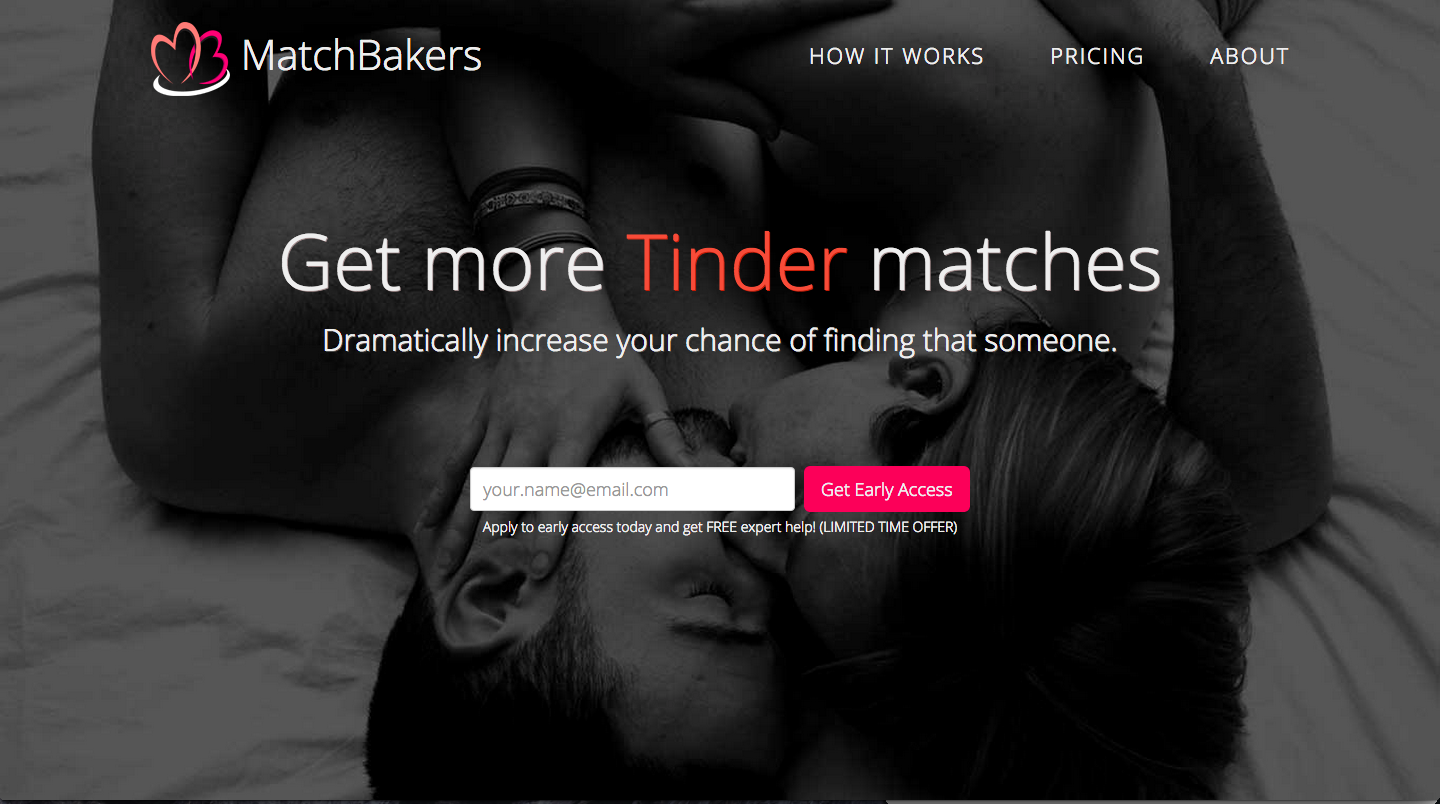 MatchBakers
HOW IT WORKS
PRICING
ABOUT
Get more Tinder matches
Dramatically increase your chance of finding that someone.
your.name@email.com
Get Early Access
Apply to early access today and get FREE expert help! (LIMITED TIME OFFER)